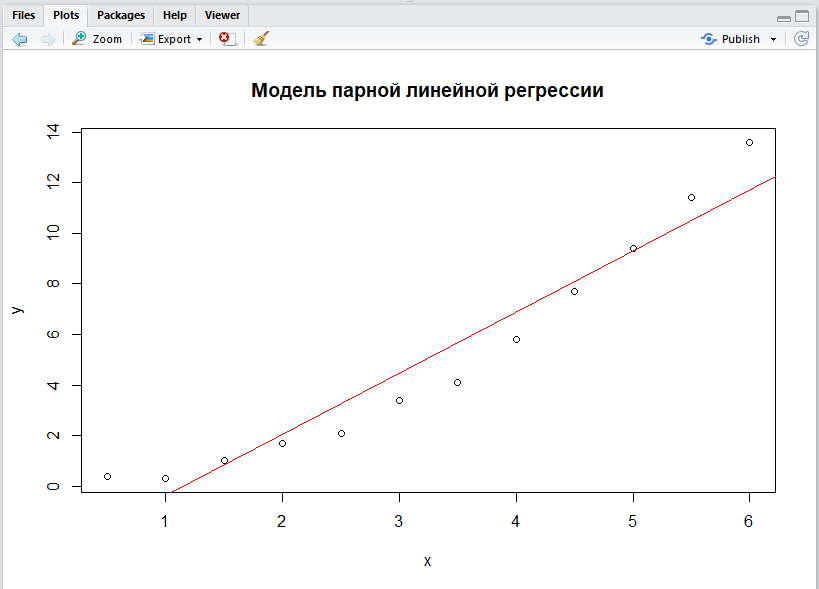 Files Plots Packages Help Viewer
Zoom Export Publish
Модель парной линейной регрессии
14
12
10
8
6
4
2
0
y
1 2 3 4 5 6
x